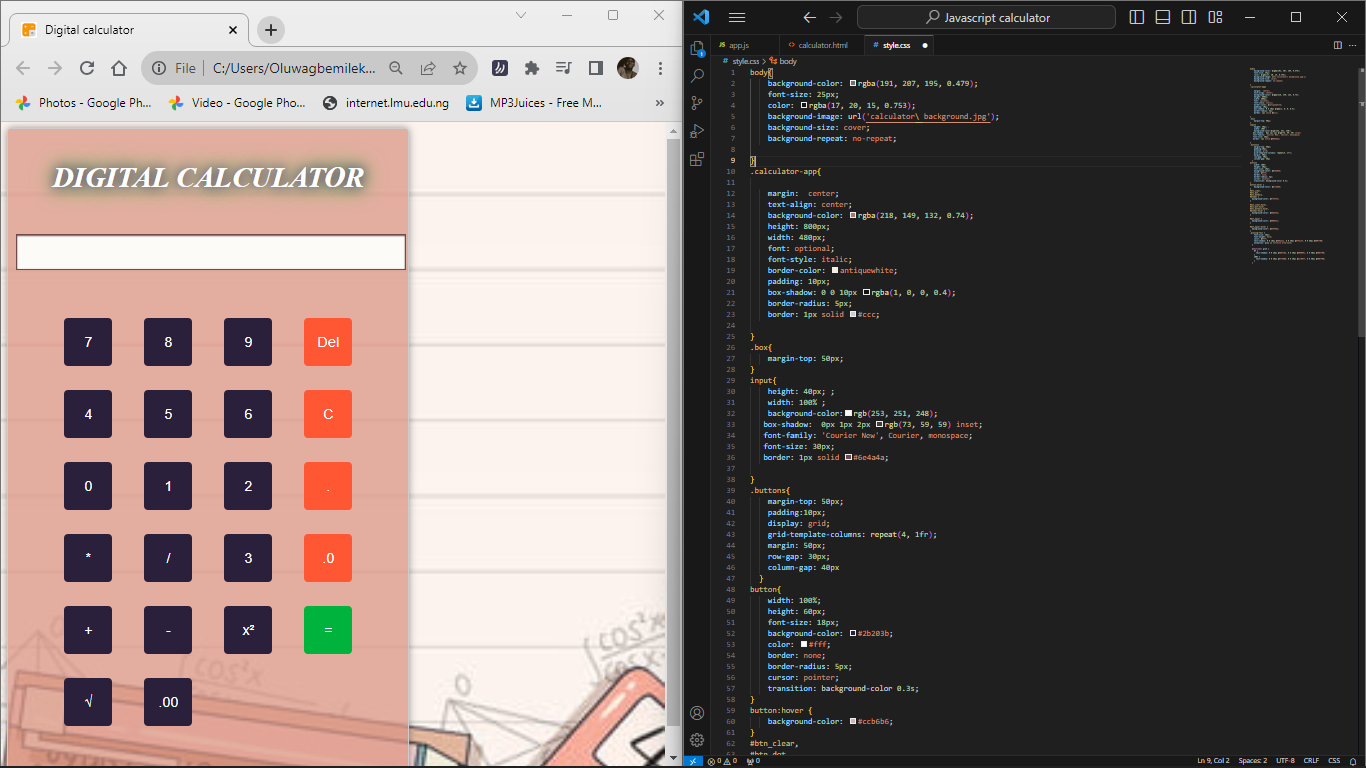 Digital calculator
File
C:/Users/Oluwagbemilek...
Photos - Google Ph...
Video - Google Pho...
internet.lmu.edu.ng
MP3Juices - Free M...
»
DIGITAL CALCULATOR
7 8 9 Del
4 5 6 C
0 1 2 .
* / 3 .0
+ - x² =
√ .00
cos²x
cos²x
cos²x
Javascript calculator
JS app.js
<> calculator.html
# style.css
# style.css > body
1 body{
2 background-color: rgba(191, 207, 195, 0.479);
3 font-size: 25px;
4 color: rgba(17, 20, 15, 0.753);
5 background-image: url('calculator\ background.jpg');
6 background-size: cover;
7 background-repeat: no-repeat;
8
9 }
10 .calculator-app{
11
12 margin:  center;
13 text-align: center;
14 background-color: rgba(218, 149, 132, 0.74);
15 height: 800px;
16 width: 480px;
17 font: optional;
18 font-style: italic;
19 border-color: antiquewhite;
20 padding: 10px;
21 box-shadow: 0 0 10px rgba(1, 0, 0, 0.4);
22 border-radius: 5px;
23 border: 1px solid #ccc;
24
25 }
26 .box{
27 margin-top: 50px;
28 }
29 input{
30 height: 40px; ;
31 width: 100% ;
32 background-color: rgb(253, 251, 248);
33 box-shadow:  0px 1px 2px rgb(73, 59, 59) inset;
34 font-family: 'Courier New', Courier, monospace;
35 font-size: 30px;
36 border: 1px solid #6e4a4a;
37
38 }
39 .buttons{
40 margin-top: 50px;
41 padding:10px;
42 display: grid;
43 grid-template-columns: repeat(4, 1fr);
44 margin: 50px;
45 row-gap: 30px;
46 column-gap: 40px
47 }
48 button{
49 width: 100%;
50 height: 60px;
51 font-size: 18px;
52 background-color: #2b203b;
53 color: #fff;
54 border: none;
55 border-radius: 5px;
56 cursor: pointer;
57 transition: background-color 0.3s;
58 }
59 button:hover {
60 background-color: #ccb6b6;
61 }
62 #btn_clear,
63 #btn_dot
0 0 0
Ln 9, Col 2 Spaces: 2 UTF-8 CRLF CSS